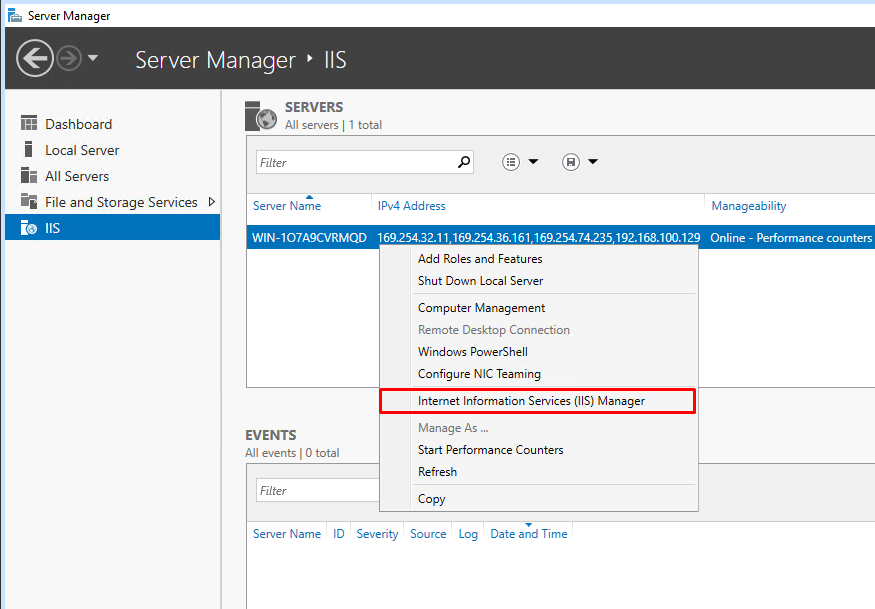 Server Manager
Server Manager ‣ IIS
Dashboard
Local Server
All Servers
File and Storage Services
IIS
SERVERS
All servers | 1 total
Filter
Server Name IPv4 Address Manageability
WIN-1O7A9CVRMQD 169.254.32.11,169.254.36.161,169.254.74.235,192.168.100.129 Online - Performance counters
Add Roles and Features
Shut Down Local Server
Computer Management
Remote Desktop Connection
Windows PowerShell
Configure NIC Teaming
Internet Information Services (IIS) Manager
Manage As ...
Start Performance Counters
Refresh
Copy
EVENTS
All events | 0 total
Filter
Server Name ID Severity Source Log Date and Time